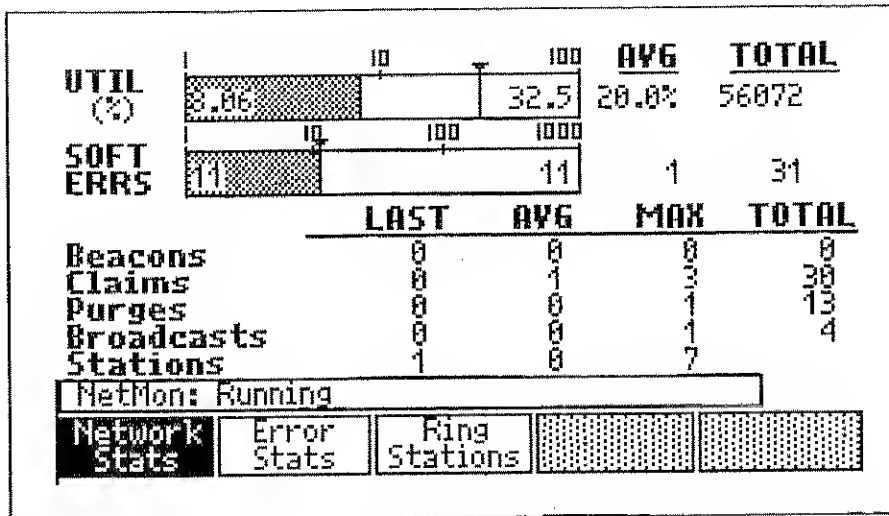 1 10 100 AVG TOTAL
UTIL (%) 8.06 32.5 20.0% 56072
1 10 100 1000
SOFT ERRS 11 11 1 31
LAST AVG MAX TOTAL
Beacons 0 0 0 0
Claims 0 1 3 30
Purges 0 0 1 13
Broadcasts 0 0 1 4
Stations 1 0 7
NetMon: Running
Network Stats Error Stats Ring Stations